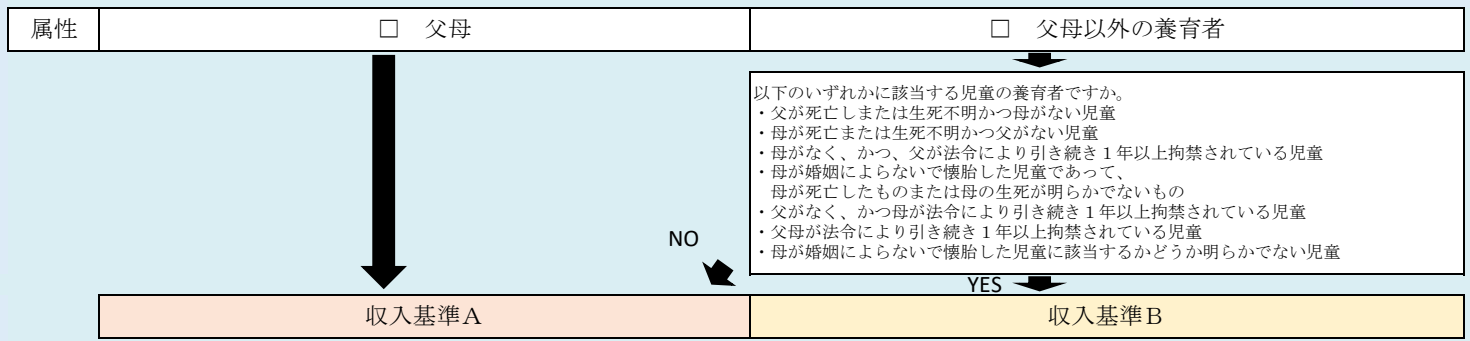 属性
□　父母
□　父母以外の養育者
以下のいずれかに該当する児童の養育者ですか。
・父が死亡しまたは生死不明かつ母がない児童
・母が死亡または生死不明かつ父がない児童
・母がなく、かつ、父が法令により引き続き１年以上拘禁されている児童
・母が婚姻によらないで懐胎した児童であって、
母が死亡したものまたは母の生死が明らかでないもの
・父がなく、かつ母が法令により引き続き１年以上拘禁されている児童
・父母が法令により引き続き１年以上拘禁されている児童
・母が婚姻によらないで懐胎した児童に該当するかどうか明らかでない児童
NO
YES
収入基準Ａ
収入基準Ｂ